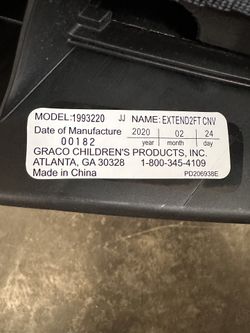 MODEL:1993220 JJ NAME: EXTEND2FT CNV
Date of Manufacture 2020 02 24
00182 year month day
GRACO CHILDREN'S PRODUCTS, INC.
ATLANTA, GA 30328 1-800-345-4109
Made in China PD206938E